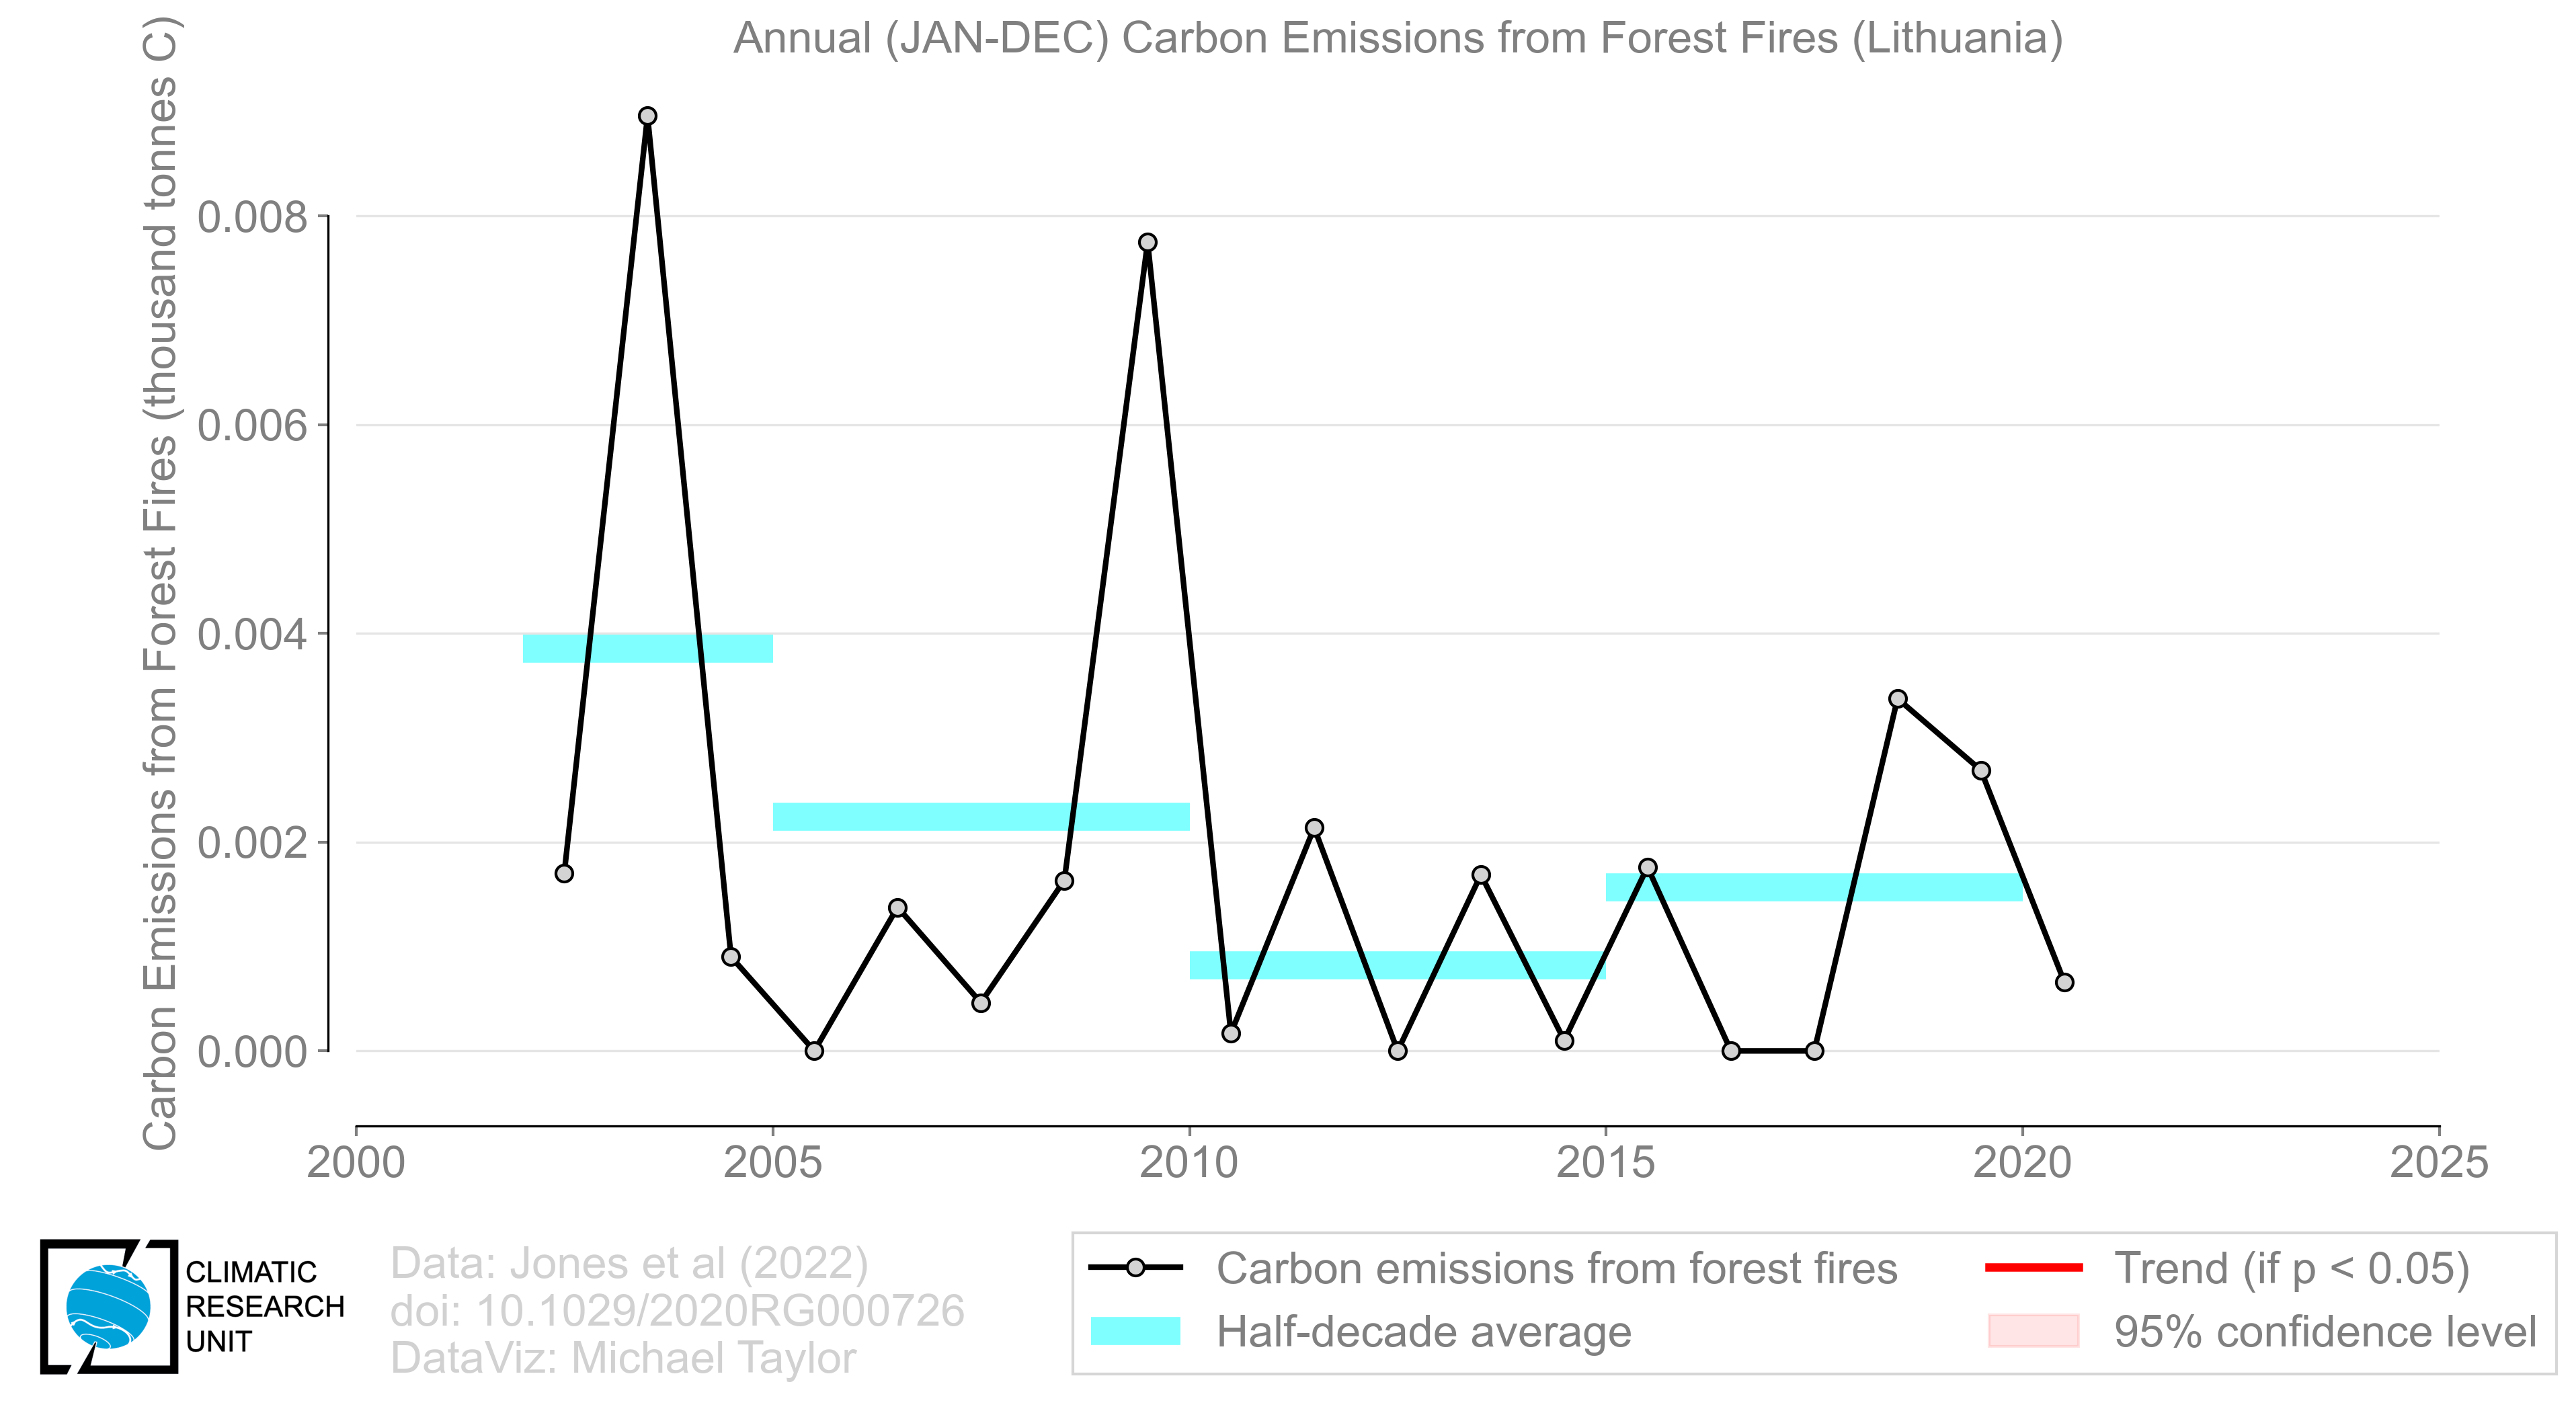 Annual (JAN-DEC) Carbon Emissions from Forest Fires (Lithuania)
Carbon Emissions from Forest Fires (thousand tonnes C)
0.008
0.006
0.004
0.002
0.000
2000
2005
2010
2015
2020
2025
CLIMATIC
RESEARCH
UNIT
Data: Jones et al (2022)
doi: 10.1029/2020RG000726
DataViz: Michael Taylor
Carbon emissions from forest fires
Half-decade average
Trend (if p < 0.05)
95% confidence level